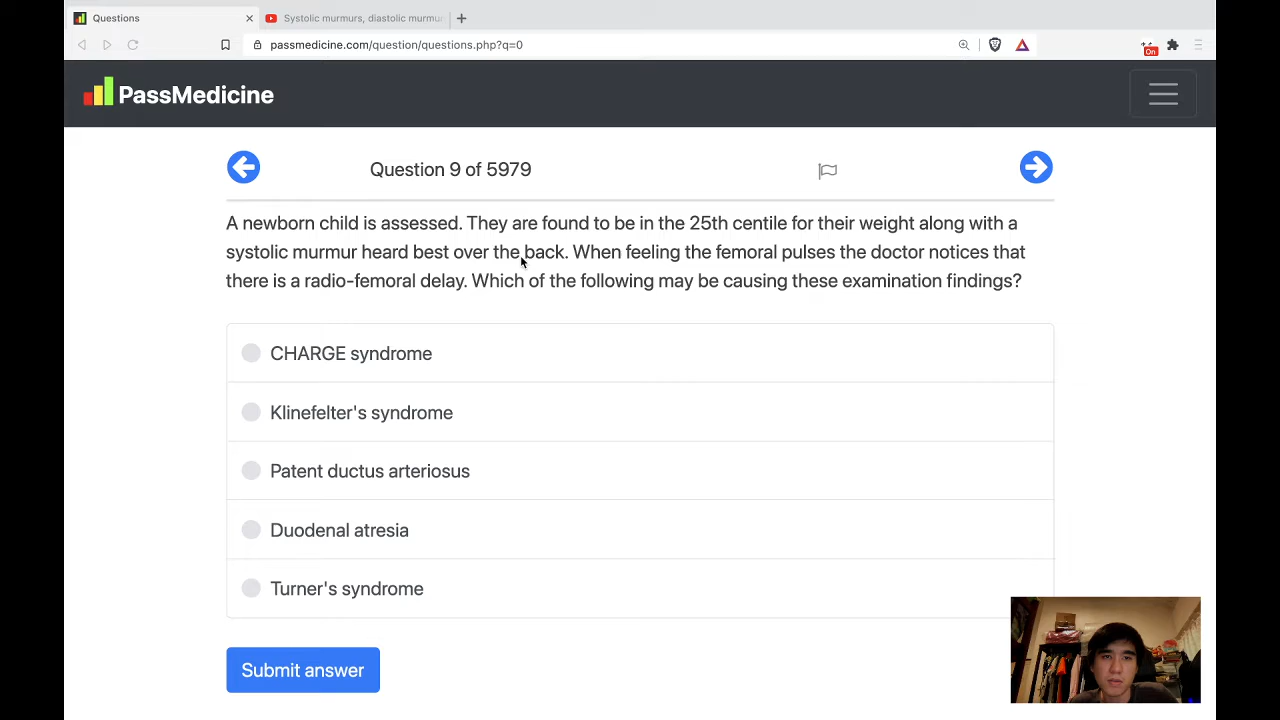 Questions
Systolic murmurs, diastolic murmu
passmedicine.com/question/questions.php?q=0
On
PassMedicine
Question 9 of 5979
A newborn child is assessed. They are found to be in the 25th centile for their weight along with a
systolic murmur heard best over the back. When feeling the femoral pulses the doctor notices that
there is a radio-femoral delay. Which of the following may be causing these examination findings?
CHARGE syndrome
Klinefelter's syndrome
Patent ductus arteriosus
Duodenal atresia
Turner's syndrome
Submit answer